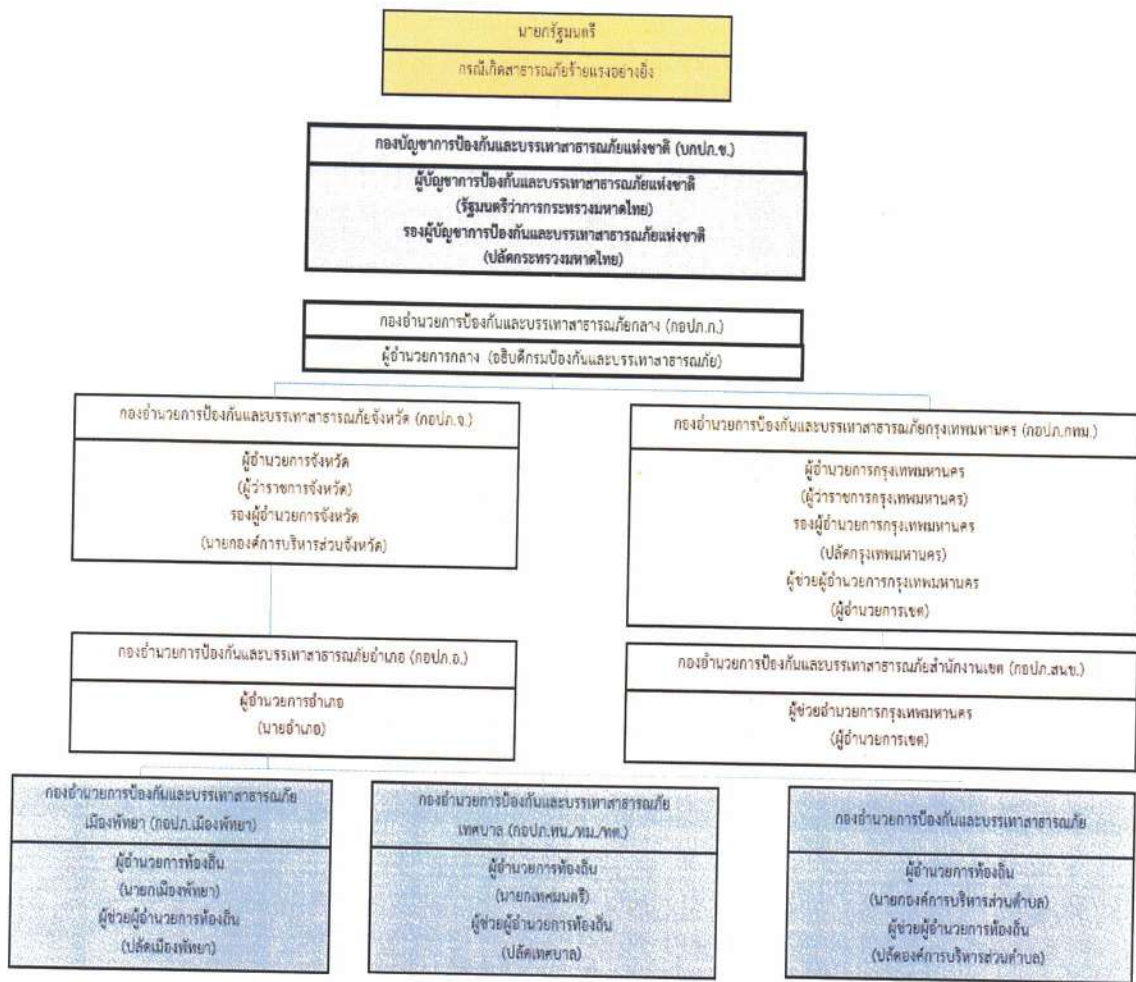 นายกรัฐมนตรี
กรณีเกิดสาธารณภัยร้ายแรงอย่างยิ่ง
กองบัญชาการป้องกันและบรรเทาสาธารณภัยแห่งชาติ (บกปภ.ช.)
ผู้บัญชาการป้องกันและบรรเทาสาธารณภัยแห่งชาติ
(รัฐมนตรีว่าการกระทรวงมหาดไทย)
รองผู้บัญชาการป้องกันและบรรเทาสาธารณภัยแห่งชาติ
(ปลัดกระทรวงมหาดไทย)
กองอำนวยการป้องกันและบรรเทาสาธารณภัยกลาง (กอปภ.ก.)
ผู้อำนวยการกลาง (อธิบดีกรมป้องกันและบรรเทาสาธารณภัย)
กองอำนวยการป้องกันและบรรเทาสาธารณภัยจังหวัด (กอปภ.จ.)
ผู้อำนวยการจังหวัด
(ผู้ว่าราชการจังหวัด)
รองผู้อำนวยการจังหวัด
(นายกองค์การบริหารส่วนจังหวัด)
กองอำนวยการป้องกันและบรรเทาสาธารณภัยกรุงเทพมหานคร (กอปภ.กทม.)
ผู้อำนวยการกรุงเทพมหานคร
(ผู้ว่าราชการกรุงเทพมหานคร)
รองผู้อำนวยการกรุงเทพมหานคร
(ปลัดกรุงเทพมหานคร)
ผู้ช่วยผู้อำนวยการกรุงเทพมหานคร
(ผู้อำนวยการเขต)
กองอำนวยการป้องกันและบรรเทาสาธารณภัยอำเภอ (กอปภ.อ.)
ผู้อำนวยการอำเภอ
(นายอำเภอ)
กองอำนวยการป้องกันและบรรเทาสาธารณภัยสำนักงานเขต (กอปภ.สนข.)
ผู้ช่วยอำนวยการกรุงเทพมหานคร
(ผู้อำนวยการเขต)
กองอำนวยการป้องกันและบรรเทาสาธารณภัย
เมืองพัทยา (กอปภ.เมืองพัทยา)
ผู้อำนวยการท้องถิ่น
(นายกเมืองพัทยา)
ผู้ช่วยผู้อำนวยการท้องถิ่น
(ปลัดเมืองพัทยา)
กองอำนวยการป้องกันและบรรเทาสาธารณภัย
เทศบาล (กอปภ.ทน./ทม./ทต.)
ผู้อำนวยการท้องถิ่น
(นายกเทศมนตรี)
ผู้ช่วยผู้อำนวยการท้องถิ่น
(ปลัดเทศบาล)
กองอำนวยการป้องกันและบรรเทาสาธารณภัย
ผู้อำนวยการท้องถิ่น
(นายกองค์การบริหารส่วนตำบล)
ผู้ช่วยผู้อำนวยการท้องถิ่น
(ปลัดองค์การบริหารส่วนตำบล)